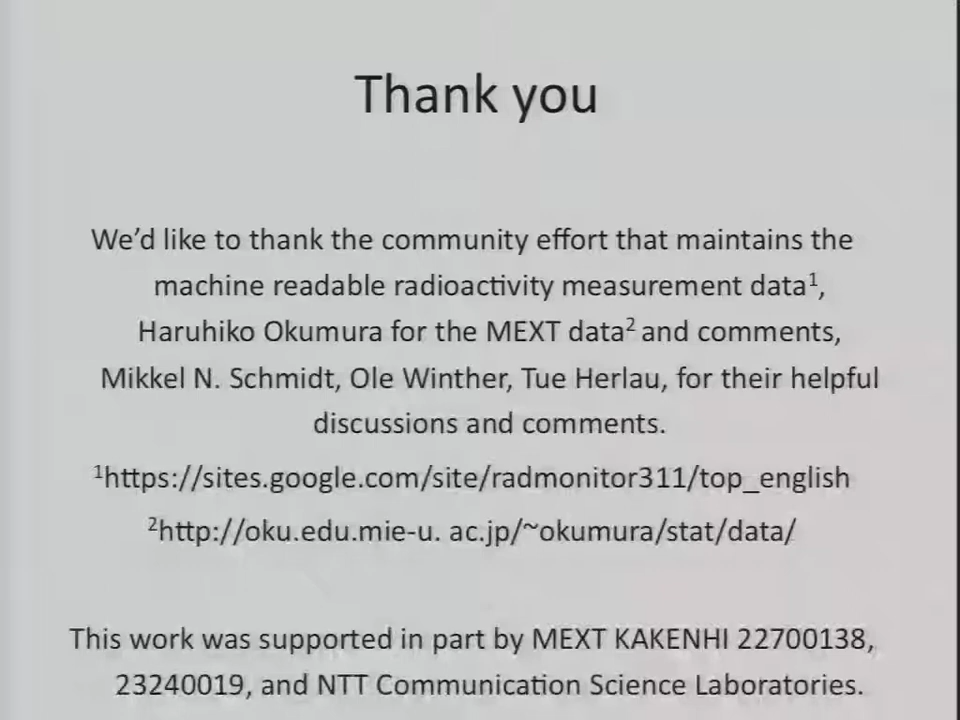 Thank you
We'd like to thank the community effort that maintains the
machine readable radioactivity measurement data¹,
Haruhiko Okumura for the MEXT data² and comments,
Mikkel N. Schmidt, Ole Winther, Tue Herlau, for their helpful
discussions and comments.
¹https://sites.google.com/site/radmonitor311/top_english
²http://oku.edu.mie-u. ac.jp/~okumura/stat/data/
This work was supported in part by MEXT KAKENHI 22700138,
23240019, and NTT Communication Science Laboratories.